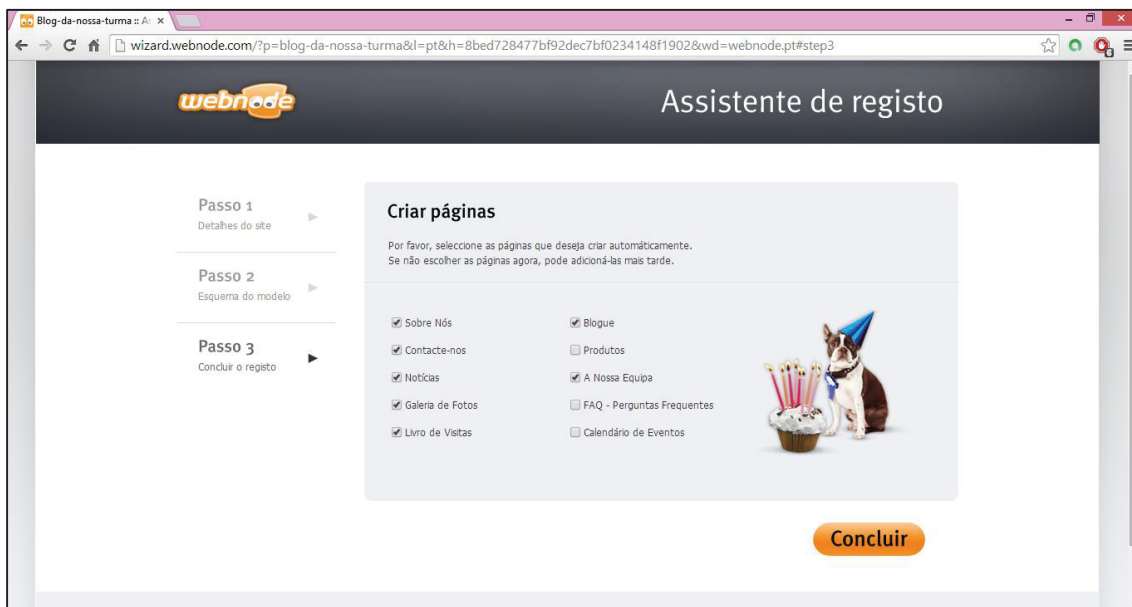 Blog-da-nossa-turma :: A
wizard.webnode.com/?p=blog-da-nossa-turma&l=pt&h=8bed728477bf92dec7bf0234148f1902&wd=webnode.pt#step3
webnode
Assistente de registo
Passo 1
Detalhes do site
Passo 2
Esquema do modelo
Passo 3
Concluir o registo
Criar páginas
Por favor, seleccione as páginas que deseja criar automáticamente.
Se não escolher as páginas agora, pode adicioná-las mais tarde.
Sobre Nós
Contacte-nos
Notícias
Galeria de Fotos
Livro de Visitas
Blogue
Produtos
A Nossa Equipa
FAQ - Perguntas Frequentes
Calendário de Eventos
Concluir